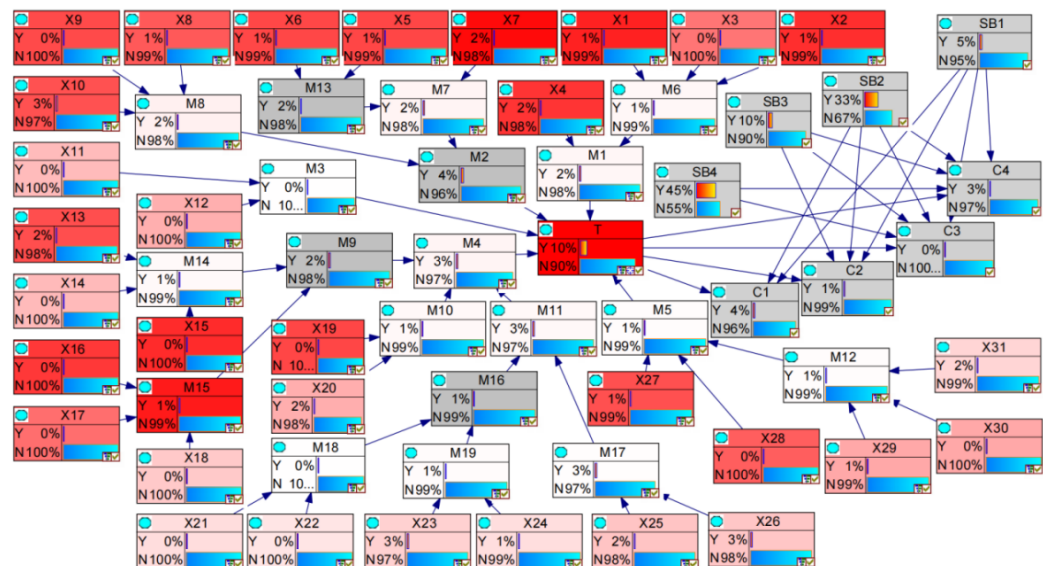 X9
Y 0%
N100%
X8
Y 1%
N99%
X6
Y 1%
N99%
X5
Y 1%
N99%
X7
Y 2%
N98%
X1
Y 1%
N99%
X3
Y 0%
N100%
X2
Y 1%
N99%
SB1
Y 5%
N95%
X10
Y 3%
N97%
M8
Y 2%
N98%
M13
Y 2%
N98%
M7
Y 2%
N98%
X4
Y 2%
N98%
M6
Y 1%
N99%
SB3
Y10%
N90%
SB2
Y33%
N67%
X11
Y 0%
N100%
M3
Y 0%
N 10...
M2
Y 4%
N96%
M1
Y 2%
N98%
SB4
Y45%
N55%
C4
Y 3%
N97%
X12
Y 0%
N100%
X13
Y 2%
N98%
M9
Y 2%
N98%
M4
Y 3%
N97%
T
Y10%
N90%
C3
Y 0%
N100...
M14
Y 1%
N99%
C2
Y 1%
N99%
X14
Y 0%
N100%
C1
Y 4%
N96%
X15
Y 0%
N100%
X19
Y 0%
N 10...
M10
Y 1%
N99%
M11
Y 3%
N97%
M5
Y 1%
N99%
X16
Y 0%
N100%
M15
Y 1%
N99%
X20
Y 2%
N98%
M16
Y 1%
N99%
X27
Y 1%
N99%
M12
Y 1%
N99%
X31
Y 2%
N99%
X17
Y 0%
N100%
X18
Y 0%
N100%
M18
Y 0%
N 10...
M19
Y 1%
N99%
M17
Y 3%
N97%
X28
Y 0%
N100%
X29
Y 1%
N99%
X30
Y 0%
N100%
X21
Y 0%
N100%
X22
Y 0%
N100%
X23
Y 3%
N97%
X24
Y 1%
N99%
X25
Y 2%
N98%
X26
Y 3%
N98%